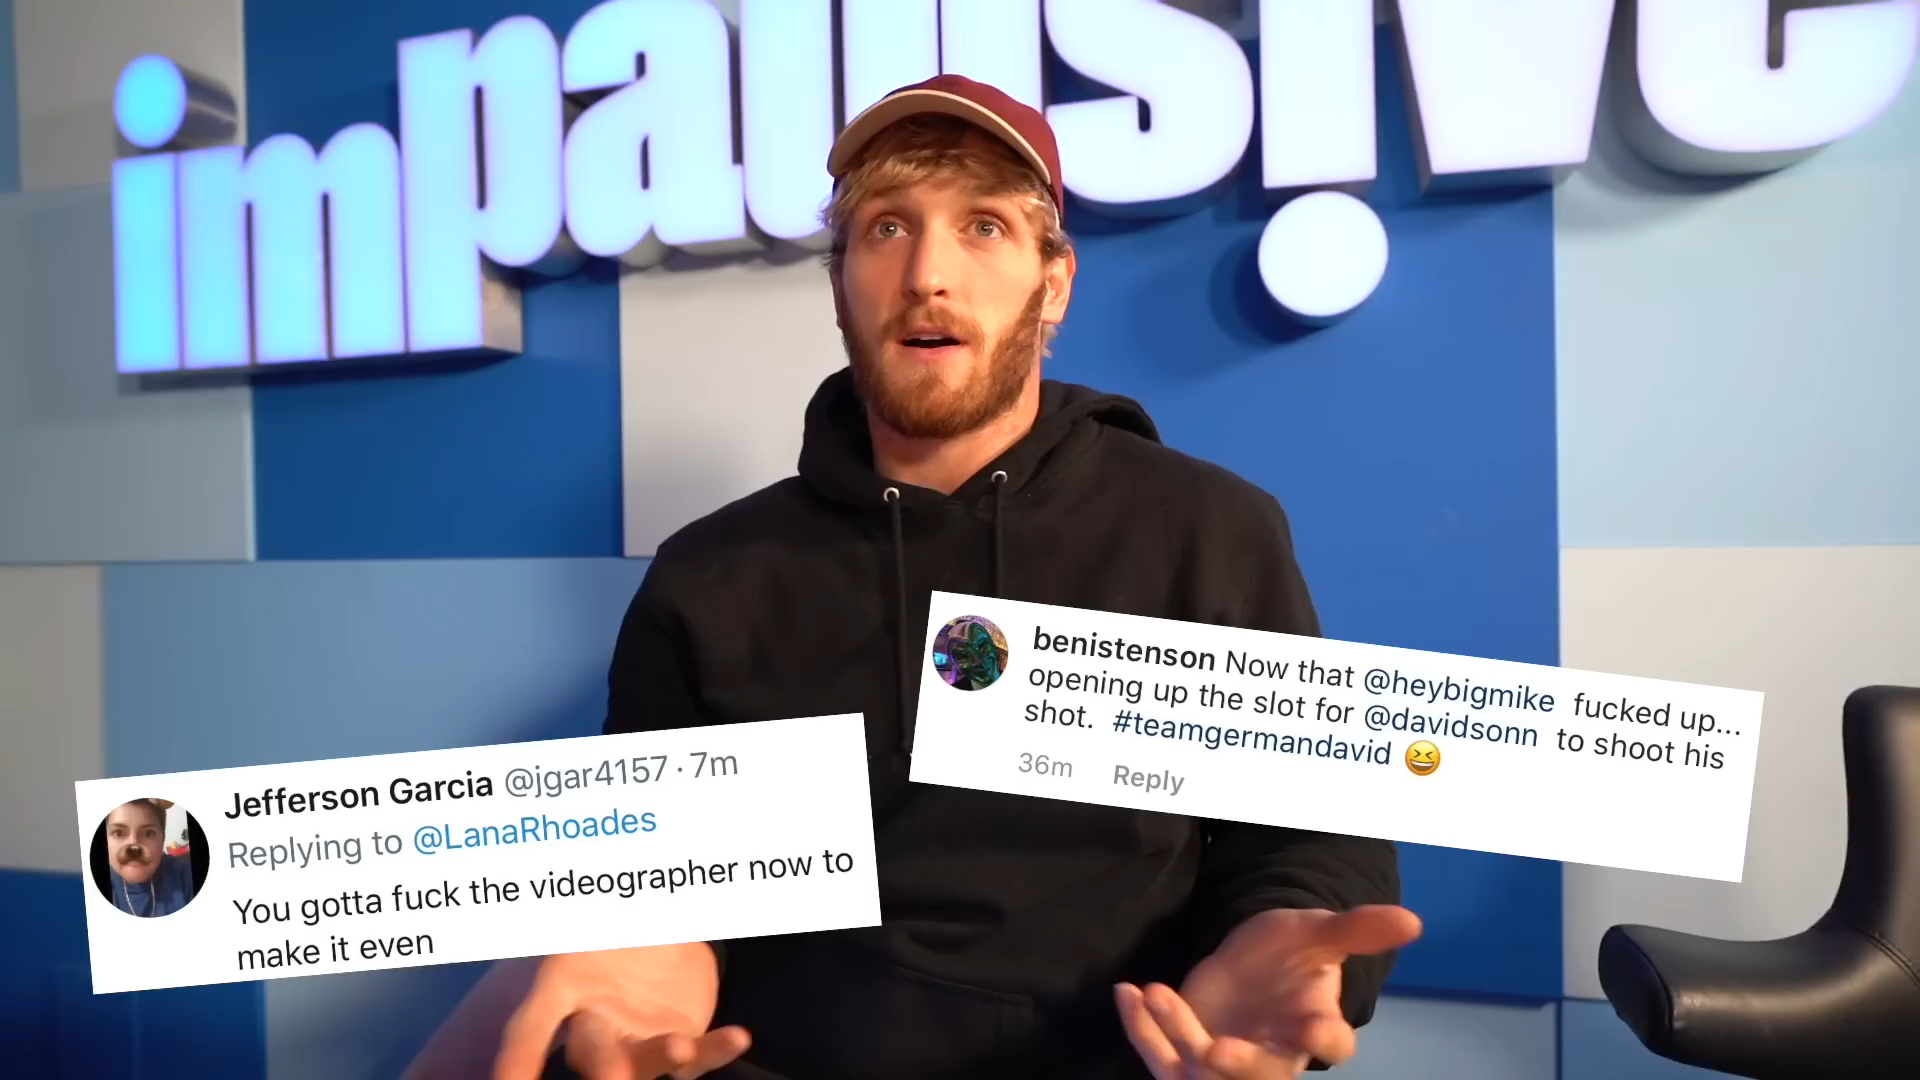 impaulsive
benistenson Now that @heybigmike fucked up...
opening up the slot for @davidsonn to shoot his
shot. #teamgermandavid 😆
36m Reply
Jefferson Garcia @jgar4157 · 7m
Replying to @LanaRhoades
You gotta fuck the videographer now to
make it even